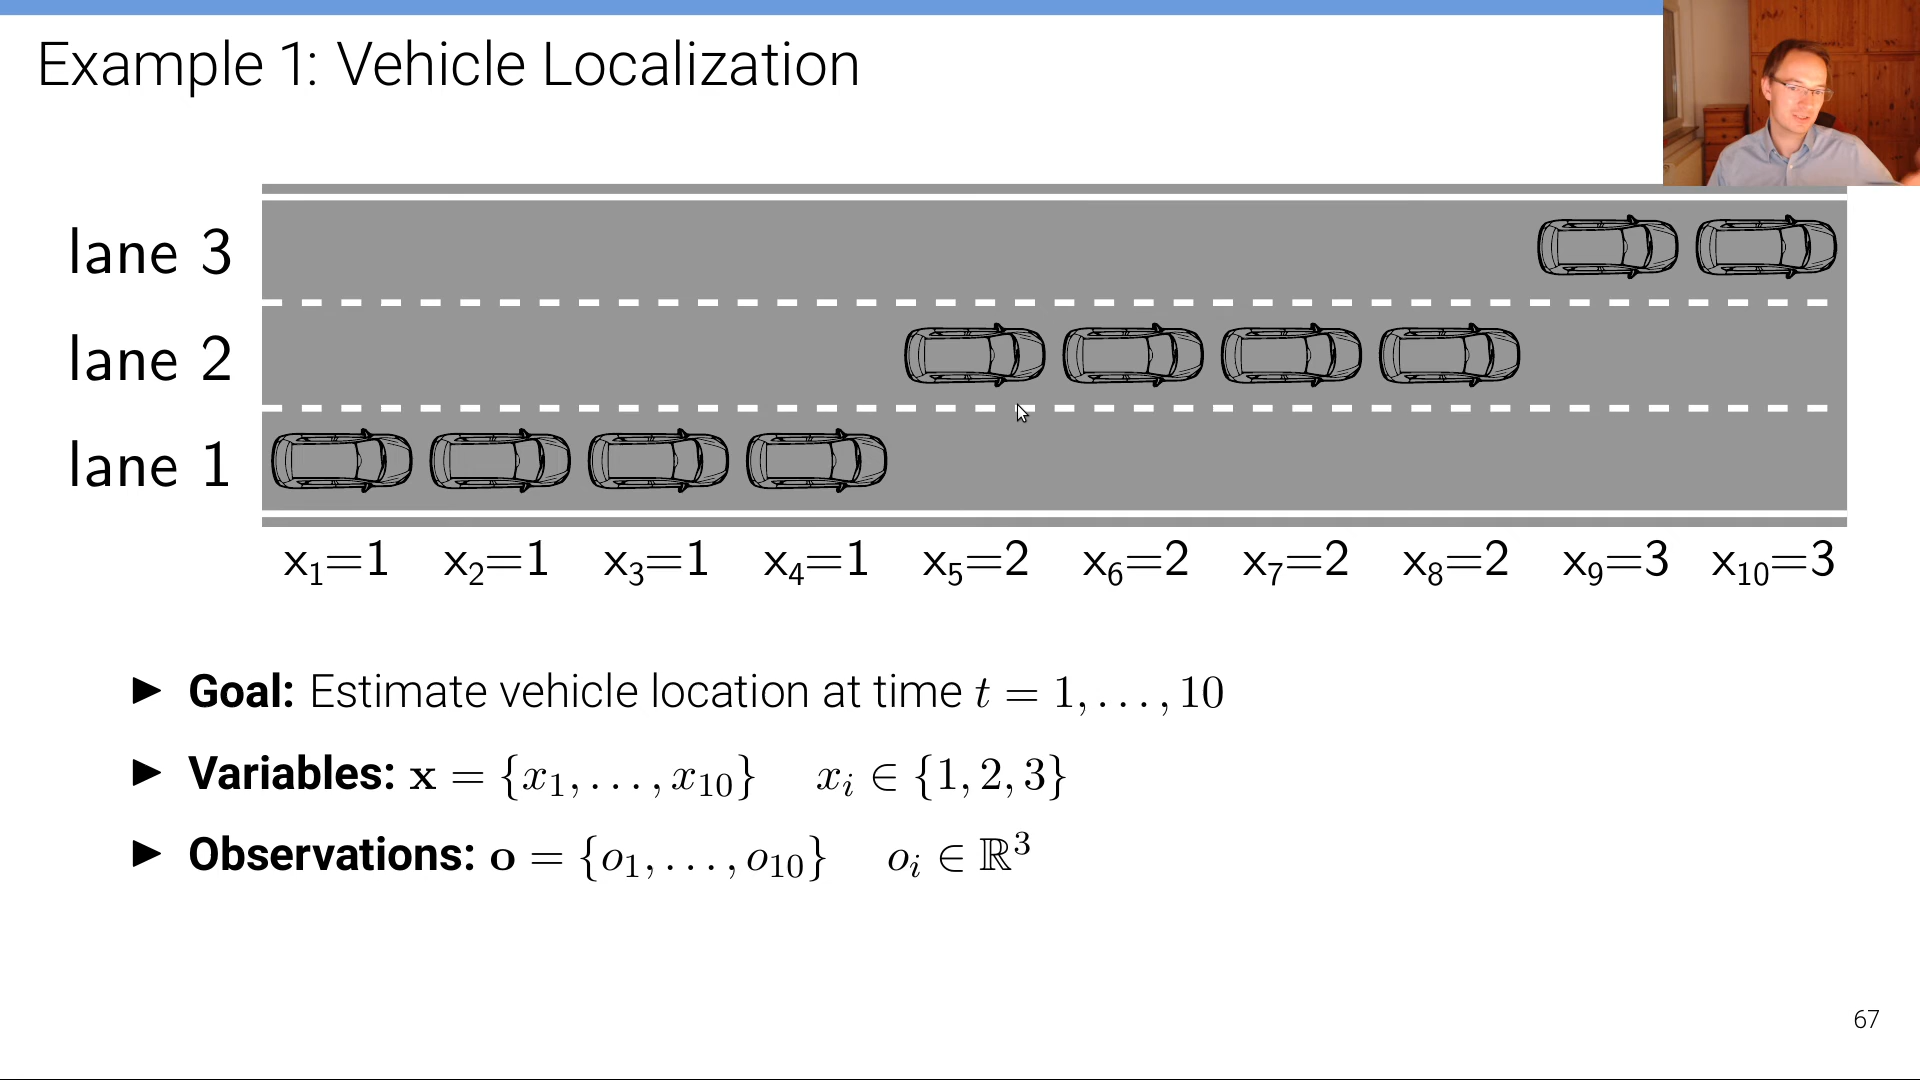 Example 1: Vehicle Localization
lane 3
lane 2
lane 1
x₁=1 x₂=1 x₃=1 x₄=1 x₅=2 x₆=2 x₇=2 x₈=2 x₉=3 x₁₀=3
► Goal: Estimate vehicle location at time t = 1, . . . , 10
► Variables: x = {x₁, . . . , x₁₀} xᵢ ∈ {1, 2, 3}
► Observations: o = {o₁, . . . , o₁₀} oᵢ ∈ ℝ³
67